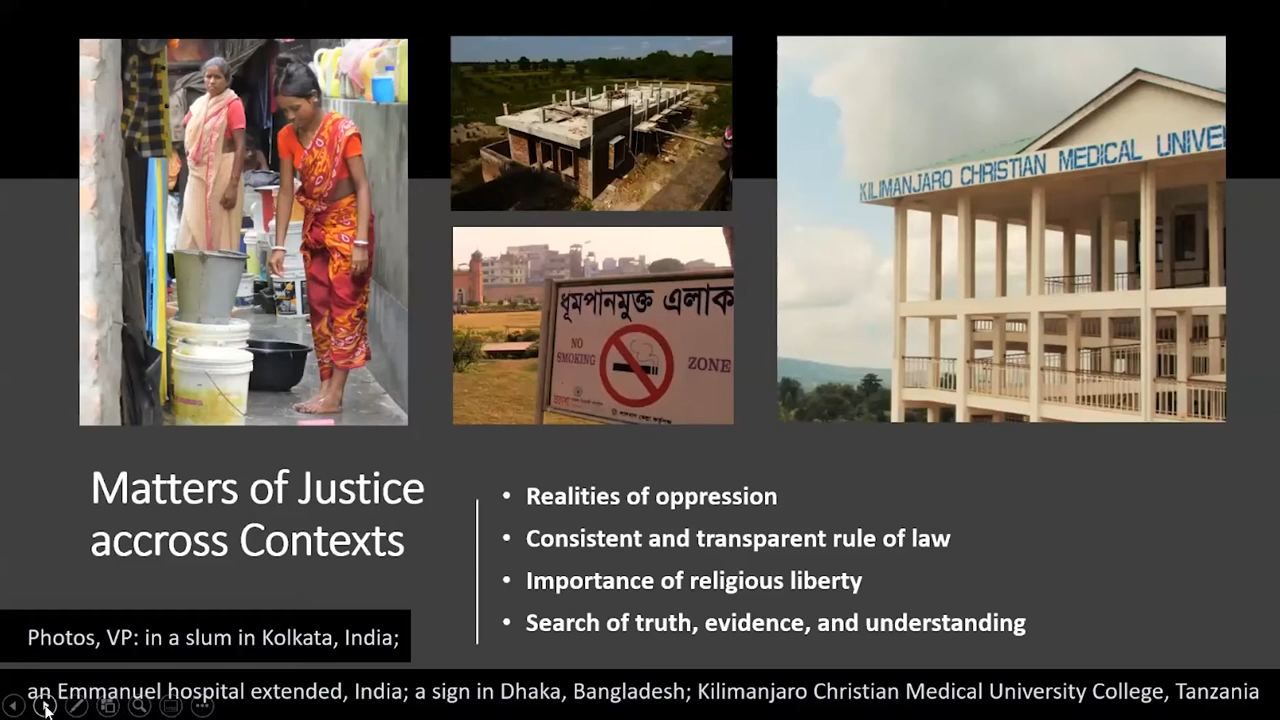 KILIMANJARO CHRISTIAN MEDICAL UNIVE
ধূমপানমুক্ত এলাক
NO
SMOKING
ZONE
Matters of Justice
accross Contexts
• Realities of oppression
• Consistent and transparent rule of law
• Importance of religious liberty
• Search of truth, evidence, and understanding
Photos, VP: in a slum in Kolkata, India;
an Emmanuel hospital extended, India; a sign in Dhaka, Bangladesh; Kilimanjaro Christian Medical University College, Tanzania